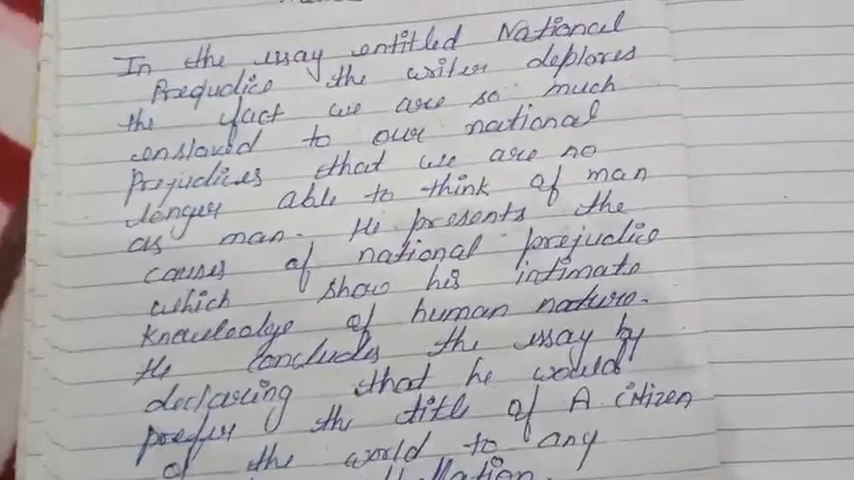 In the essay entitled National
Prequdice the writer deplores
the fact we are so much
enslaved to our national
Prejudices that we are no
longer able to think of man
as man. He presents the
causes of national prejudice
which show his intimate
knowledge of human nature.
He Concludes the essay by
declaring that he would
prefer the title of A citizen
of the world to any
Nation.